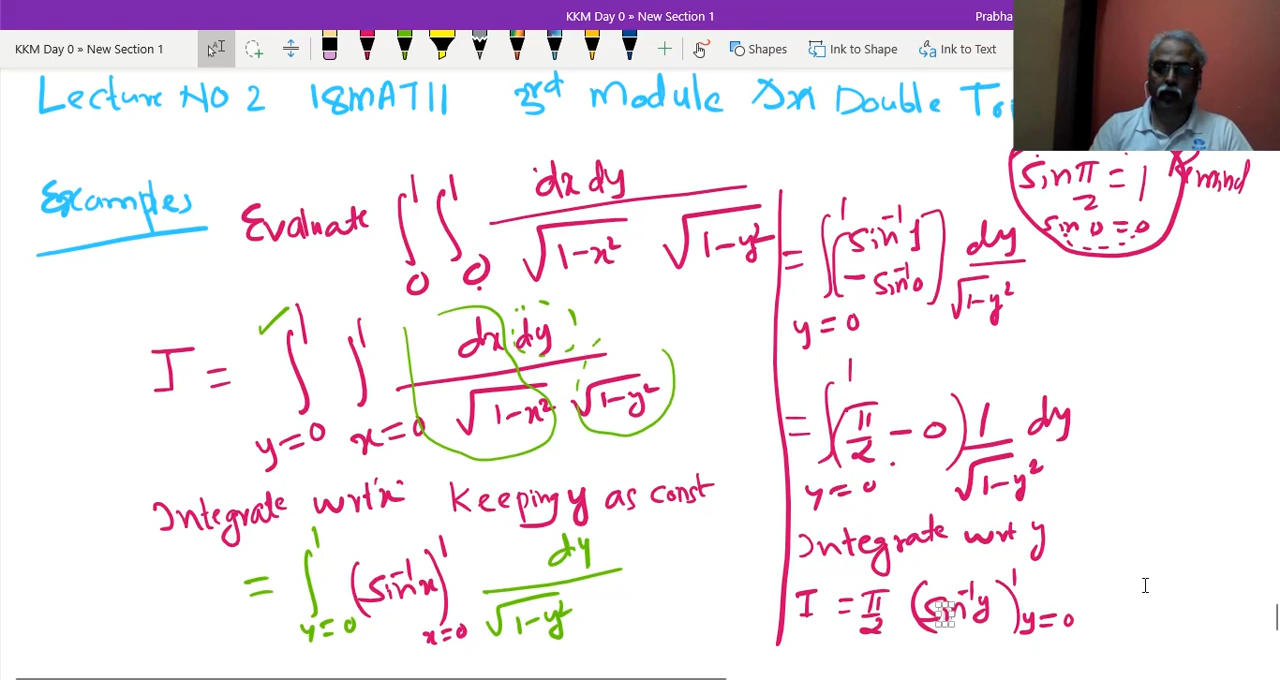 KKM Day 0 » New Section 1
Prabha
KKM Day 0 » New Section 1
Shapes
Ink to Shape
Ink to Text
Lecture No 2 18MAT11 3rd Module Double
Examples
Evaluate ∫₀¹ ∫₀¹ dx dy / √1-x² √1-y²
I = ∫_{y=0}^1 ∫_{x=0}^1 dx dy / √1-x² √1-y²
Integrate wrt 'x' Keeping y as const
= ∫_{y=0}^1 (sin⁻¹x)_{x=0}^1 dy / √1-y²
sin π/2 = 1
sin 0 = 0
= ∫_{y=0}^1 [sin⁻¹1 - sin⁻¹0] dy / √1-y²
= ∫_{y=0}^1 (π/2 - 0) 1/√1-y² dy
Integrate wrt y
I = π/2 (sin⁻¹y)_{y=0}^1